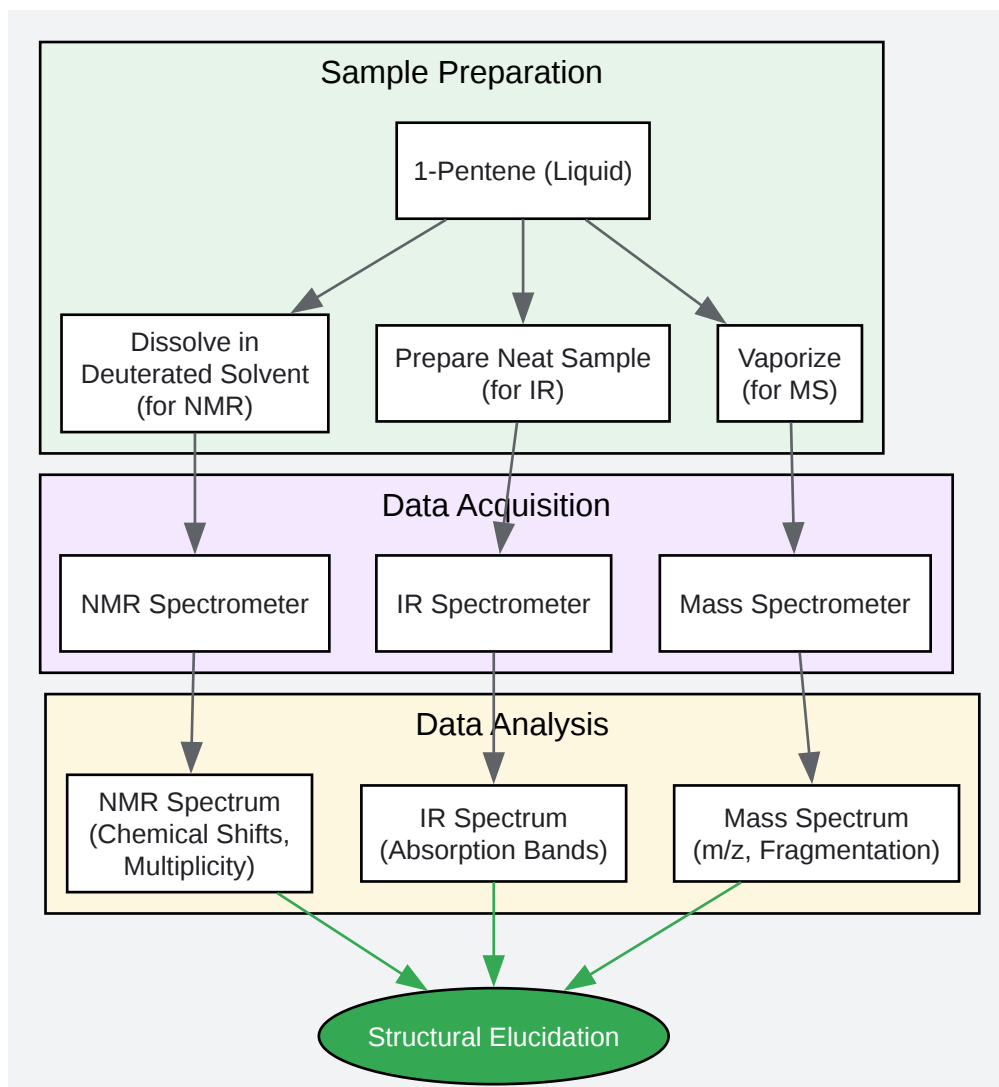 Sample Preparation
1-Pentene (Liquid)
Dissolve in
Deuterated Solvent
(for NMR)
Prepare Neat Sample
(for IR)
Vaporize
(for MS)
Data Acquisition
NMR Spectrometer
IR Spectrometer
Mass Spectrometer
Data Analysis
NMR Spectrum
(Chemical Shifts,
Multiplicity)
IR Spectrum
(Absorption Bands)
Mass Spectrum
(m/z, Fragmentation)
Structural Elucidation